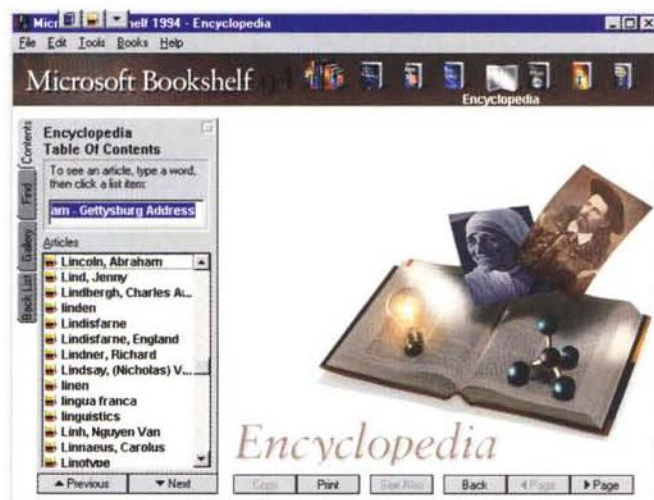 Micr elf 1994 - Encyclopedia
File Edit Tools Books Help
Microsoft Bookshelf
Encyclopedia
Contents
Find
Gallery
Back List
Encyclopedia
Table Of Contents
To see an article, type a word,
then click a list item:
am - Gettysburg Address
Articles
Lincoln, Abraham
Lind, Jenny
Lindbergh, Charles Au...
linden
Lindisfarne
Lindisfarne, England
Lindner, Richard
Lindsay, (Nicholas) V...
linen
lingua franca
linguistics
Linh, Nguyen Van
Linnaeus, Carolus
Linotype
Previous Next
Encyclopedia
Copy Print See Also Back Page Page